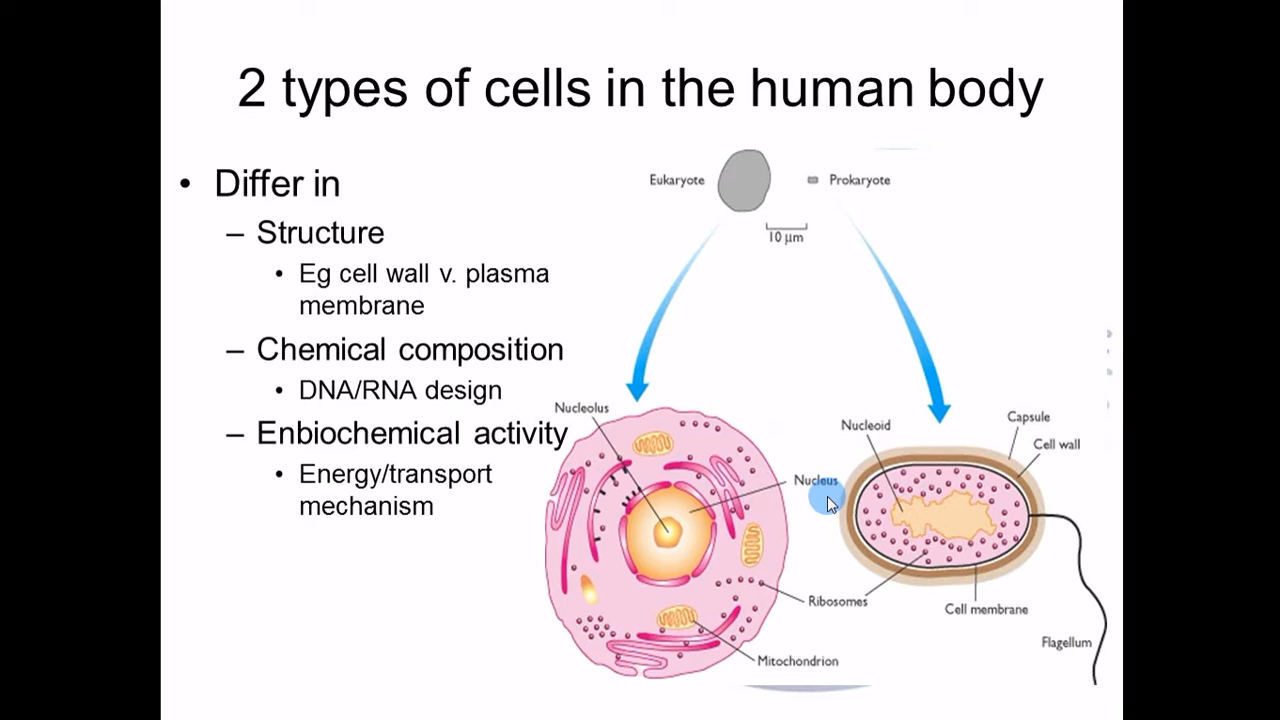 2 types of cells in the human body
• Differ in
– Structure
• Eg cell wall v. plasma
membrane
– Chemical composition
• DNA/RNA design
– Enbiochemical activity
• Energy/transport
mechanism
Eukaryote
Prokaryote
10 µm
Nucleolus
Nucleus
Ribosomes
Mitochondrion
Nucleoid
Capsule
Cell wall
Cell membrane
Flagellum